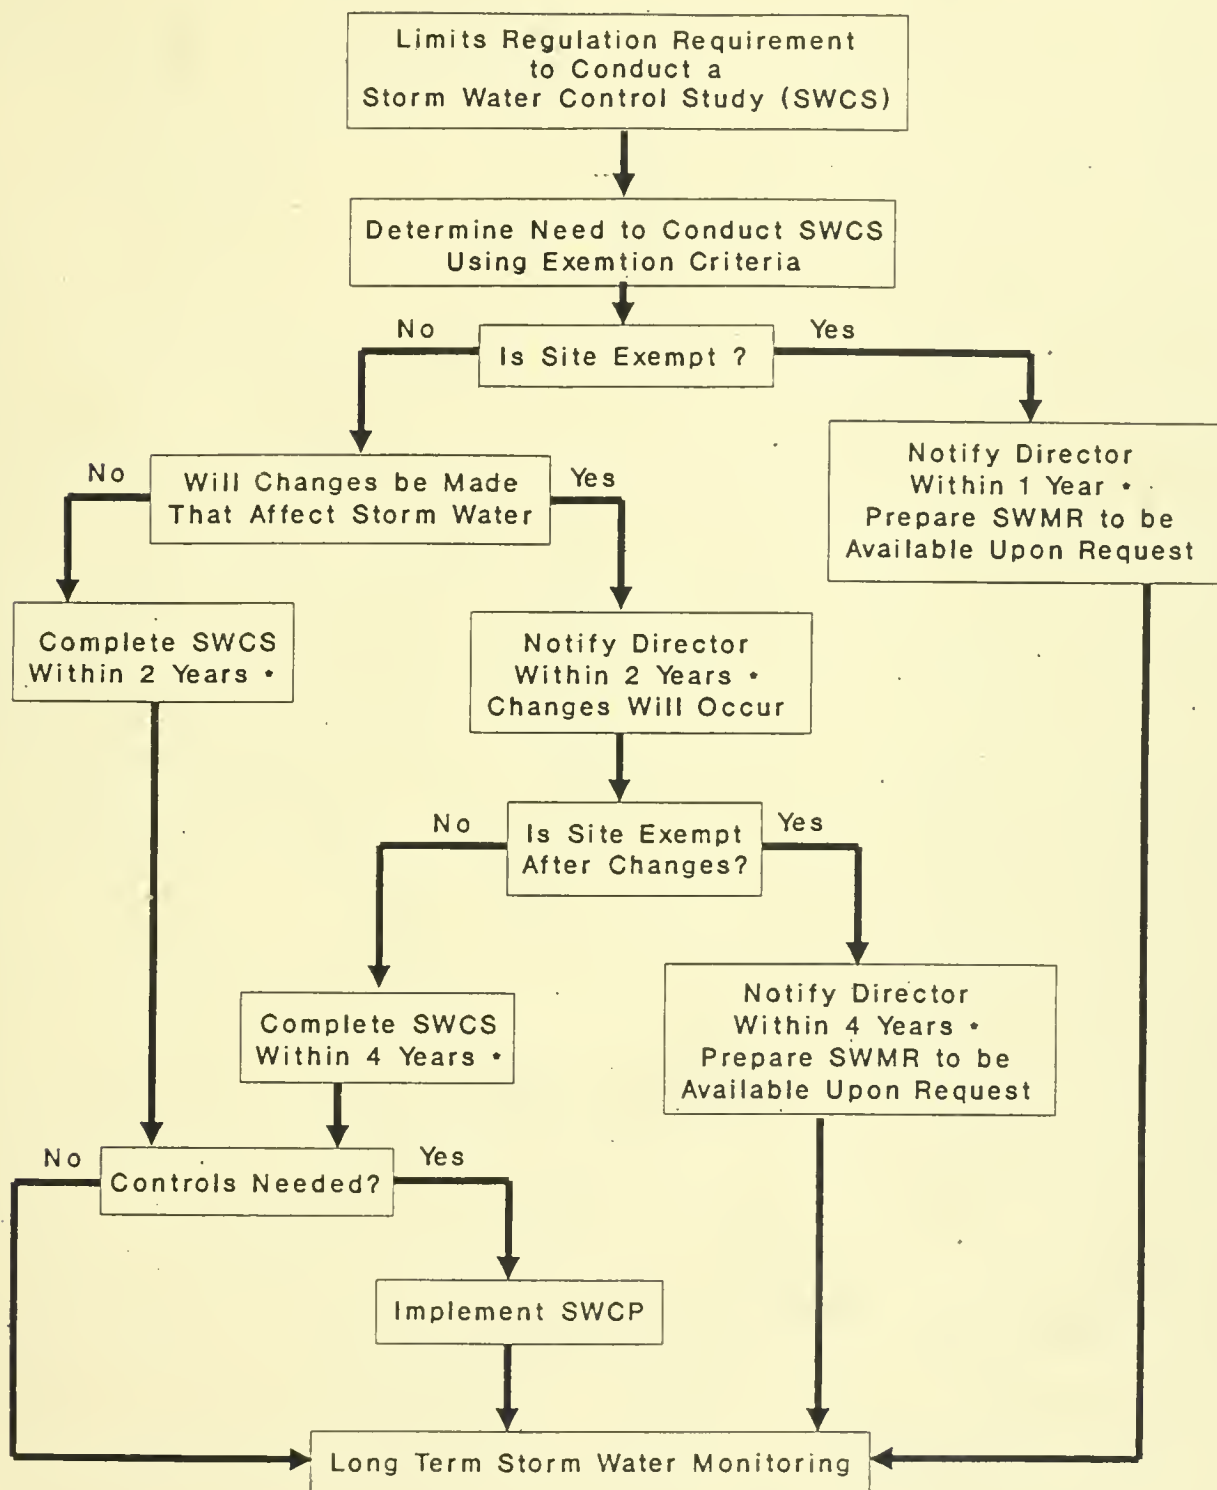 Limits Regulation Requirement
to Conduct a
Storm Water Control Study (SWCS)
Determine Need to Conduct SWCS
Using Exemtion Criteria
No
Is Site Exempt ?
Yes
No
Will Changes be Made
That Affect Storm Water
Yes
Notify Director
Within 1 Year *
Prepare SWMR to be
Available Upon Request
Complete SWCS
Within 2 Years *
Notify Director
Within 2 Years *
Changes Will Occur
No
Is Site Exempt
After Changes?
Yes
Complete SWCS
Within 4 Years *
Notify Director
Within 4 Years *
Prepare SWMR to be
Available Upon Request
No
Controls Needed?
Yes
Implement SWCP
Long Term Storm Water Monitoring